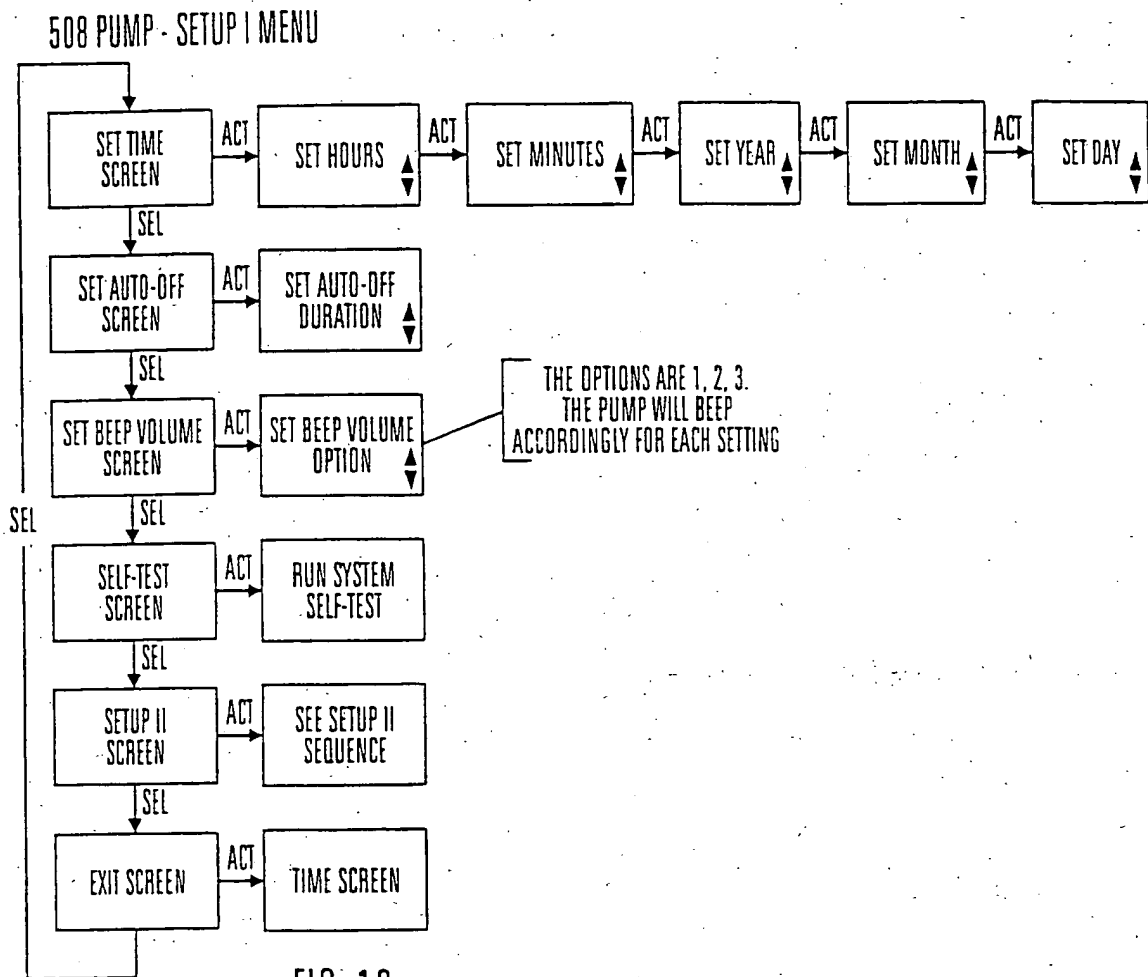 508 PUMP - SETUP I MENU
SET TIME
SCREEN
ACT
SET HOURS
ACT
SET MINUTES
ACT
SET YEAR
ACT
SET MONTH
ACT
SET DAY
SEL
SET AUTO-OFF
SCREEN
ACT
SET AUTO-OFF
DURATION
SEL
SET BEEP VOLUME
SCREEN
ACT
SET BEEP VOLUME
OPTION
THE OPTIONS ARE 1, 2, 3.
THE PUMP WILL BEEP
ACCORDINGLY FOR EACH SETTING
SEL
SEL
SELF-TEST
SCREEN
ACT
RUN SYSTEM
SELF-TEST
SEL
SETUP II
SCREEN
ACT
SEE SETUP II
SEQUENCE
SEL
EXIT SCREEN
ACT
TIME SCREEN